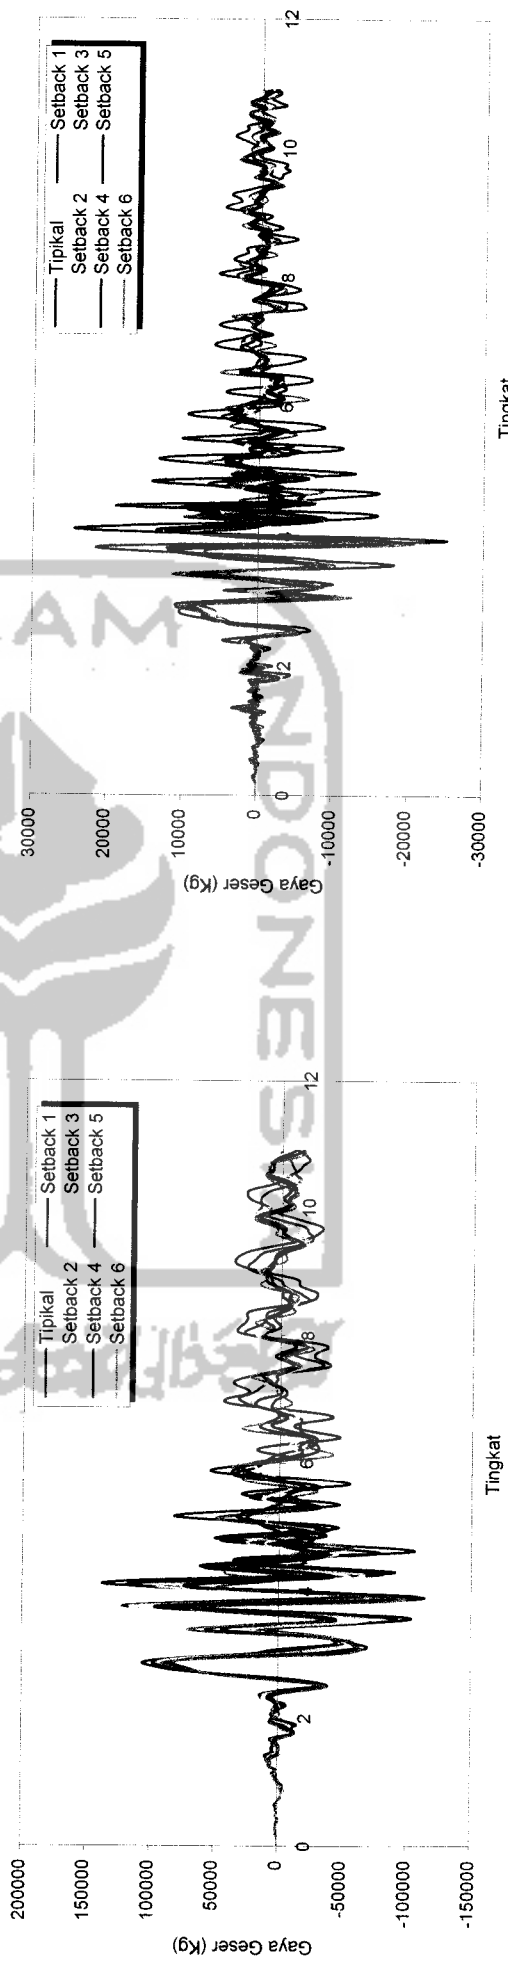 Tipikal
Setback 1
Setback 2
Setback 3
Setback 4
Setback 5
Setback 6
200000
150000
100000
50000
0
-50000
-100000
-150000
Gaya Geser (Kg)
0
2
6
8
10
12
Tingkat
Tipikal
Setback 1
Setback 2
Setback 3
Setback 4
Setback 5
Setback 6
30000
20000
10000
0
-10000
-20000
-30000
Gaya Geser (Kg)
0
2
6
8
10
12
Tingkat
AM
INDONESI